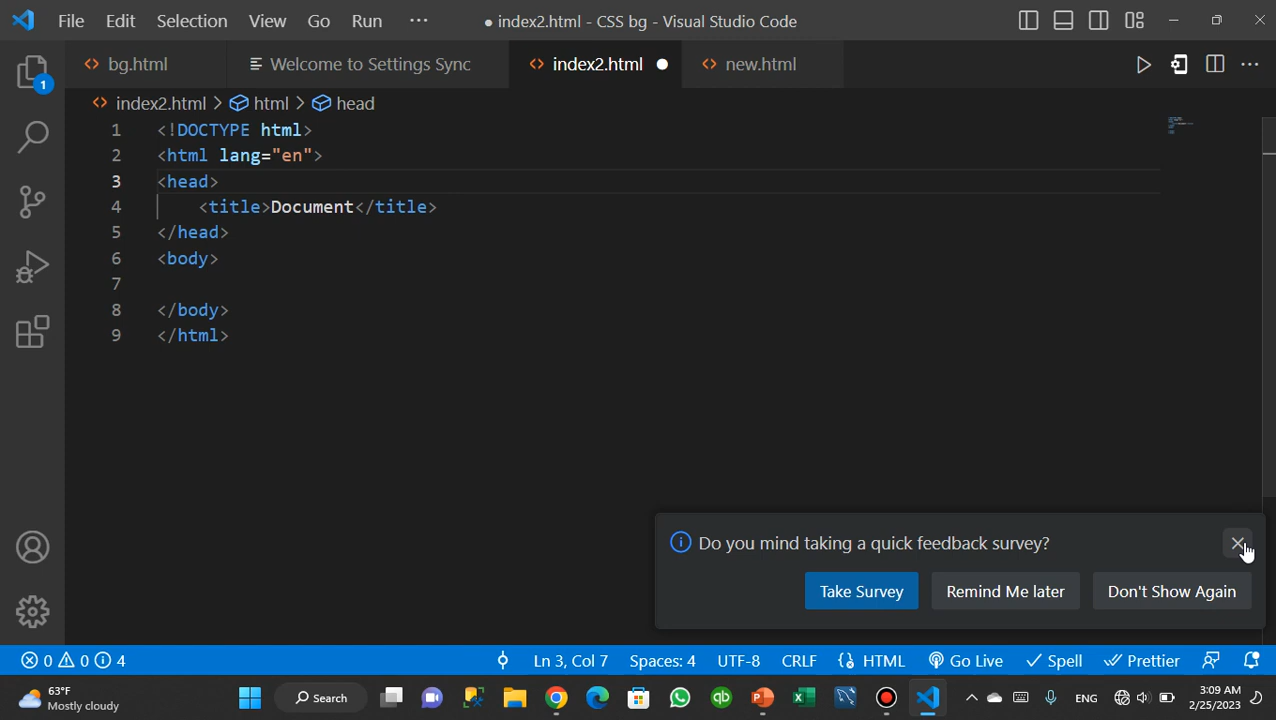 File Edit Selection View Go Run ··· ● index2.html - CSS bg - Visual Studio Code
<> bg.html Welcome to Settings Sync <> index2.html ● <> new.html
1
<> index2.html > html > head
1 <!DOCTYPE html>
2 <html lang="en">
3 <head>
4 <title>Document</title>
5 </head>
6 <body>
7
8 </body>
9 </html>
Do you mind taking a quick feedback survey?
Take Survey Remind Me later Don't Show Again
0 0 4 Ln 3, Col 7 Spaces: 4 UTF-8 CRLF {} HTML Go Live Spell Prettier
63°F
Mostly cloudy
Search
ENG
3:09 AM
2/25/2023